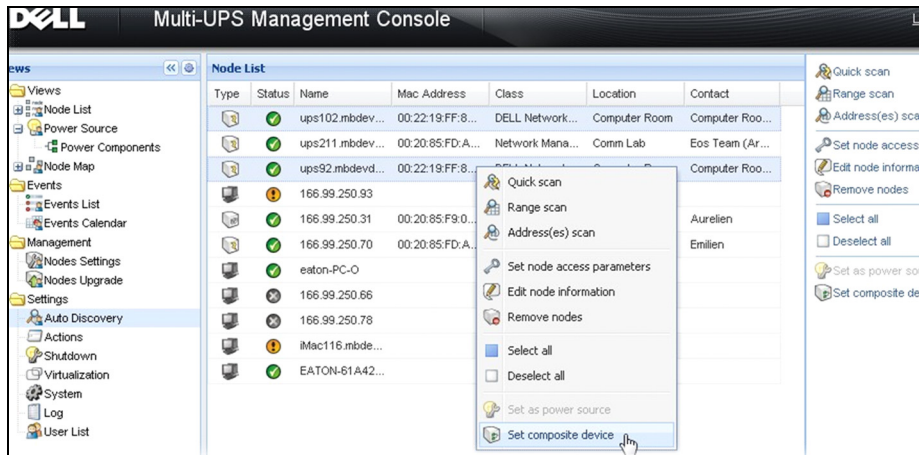 DELL Multi-UPS Management Console
ews
Views
Node List
Power Source
Power Components
Node Map
Events
Events List
Events Calendar
Management
Nodes Settings
Nodes Upgrade
Settings
Auto Discovery
Actions
Shutdown
Virtualization
System
Log
User List
Node List
Type Status Name Mac Address Class Location Contact
ups102.mbdev... 00:22:19:FF:8... DELL Network... Computer Room Computer Roo...
ups211.mbdev... 00:20:85:FD:A... Network Mana... Comm Lab Eos Team (Ar...
ups92.mbdevd... 00:22:19:FF:8... Computer Roo...
166.99.250.93
166.99.250.31 00:20:85:F9:0... Aurelien
166.99.250.70 00:20:85:FD:A... Emilien
eaton-PC-O
166.99.250.66
166.99.250.78
iMac116.mbde...
EATON-61A42...
Quick scan
Range scan
Address(es) scan
Set node access parameters
Edit node information
Remove nodes
Select all
Deselect all
Set as power source
Set composite device
Quick scan
Range scan
Address(es) sca
Set node access
Edit node informa
Remove nodes
Select all
Deselect all
Set as power so
Set composite de